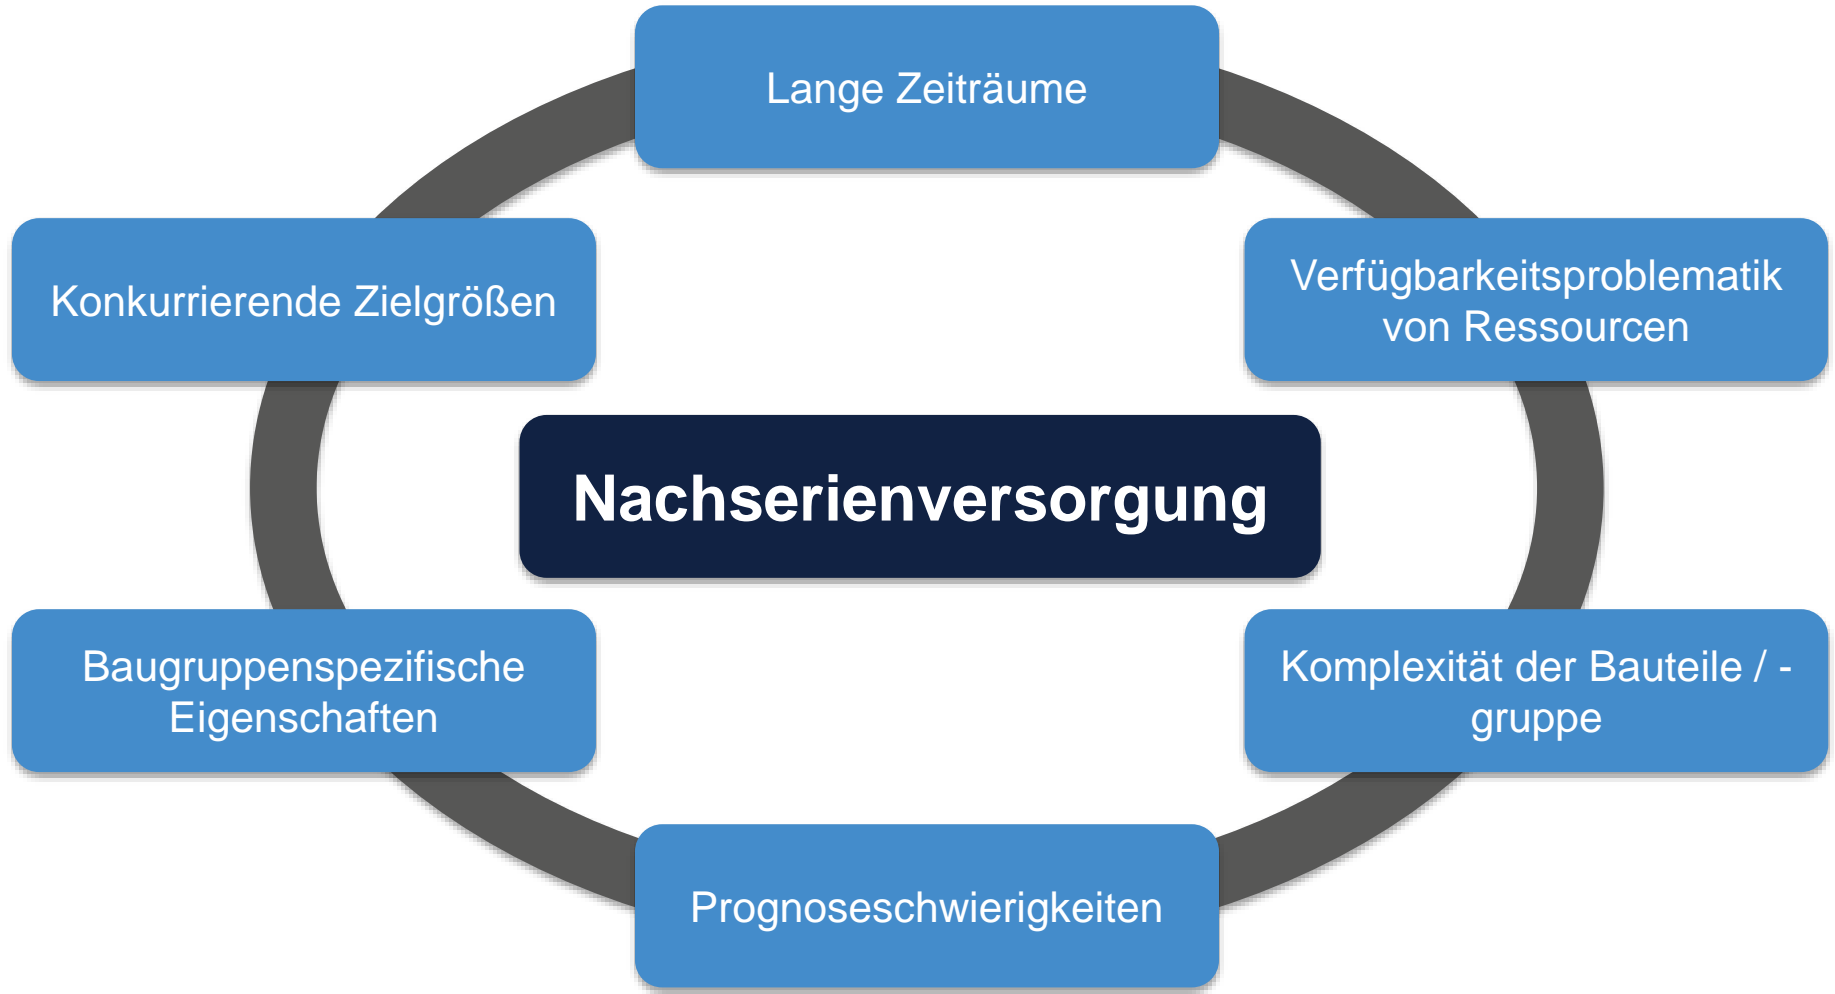 Lange Zeiträume
Konkurrierende Zielgrößen
Verfügbarkeitsproblematik
von Ressourcen
Nachserienversorgung
Baugruppenspezifische
Eigenschaften
Komplexität der Bauteile / -
gruppe
Prognoseschwierigkeiten